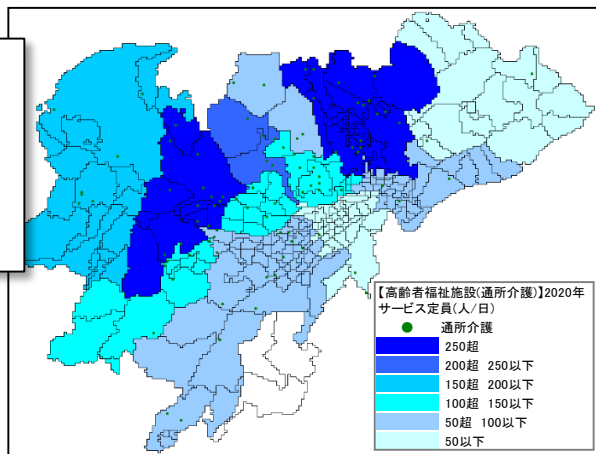 【高齢者福祉施設(通所介護)】2020年
サービス定員(人/日)
通所介護
250超
200超 250以下
150超 200以下
100超 150以下
50超 100以下
50以下